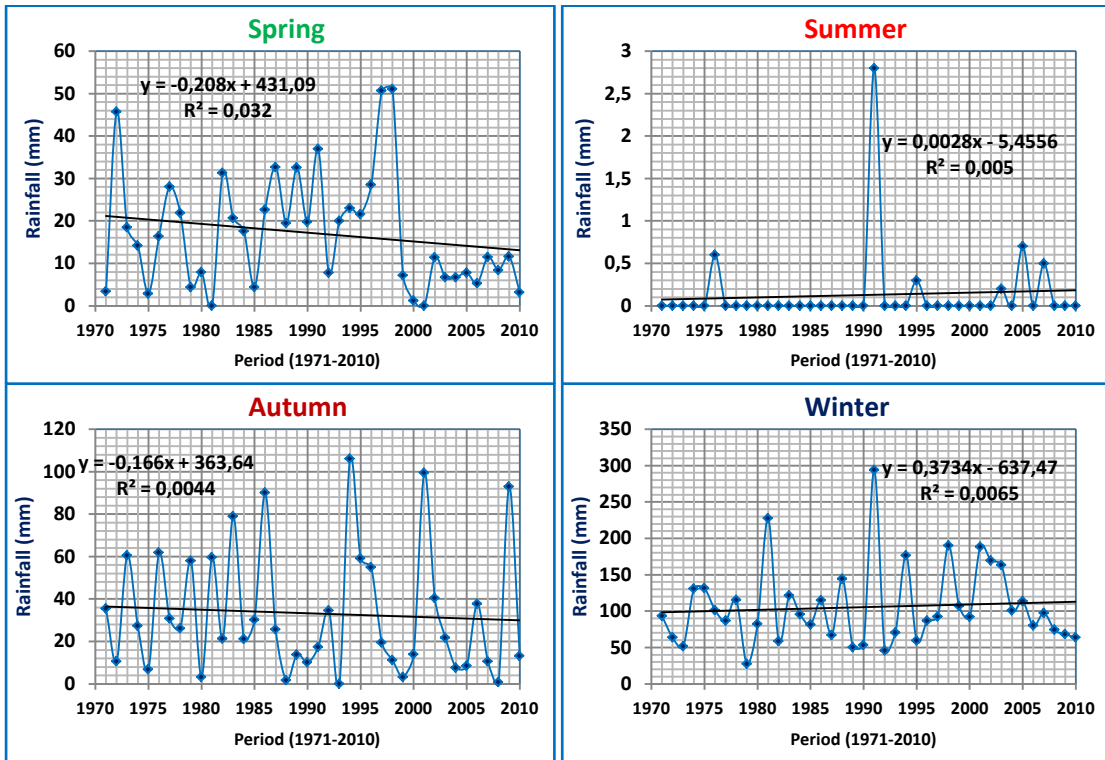 Spring
60
50
40
30
20
10
0
Rainfall (mm)
y = -0,208x + 431,09
R² = 0,032
1970 1975 1980 1985 1990 1995 2000 2005 2010
Period (1971-2010)
Summer
3
2,5
2
1,5
1
0,5
0
Rainfall (mm)
y = 0,0028x - 5,4556
R² = 0,005
1970 1975 1980 1985 1990 1995 2000 2005 2010
Period (1971-2010)
Autumn
120
100
80
60
40
20
0
Rainfall (mm)
y = -0,166x + 363,64
R² = 0,0044
1970 1975 1980 1985 1990 1995 2000 2005 2010
Period (1971-2010)
Winter
350
300
250
200
150
100
50
0
Rainfall (mm)
y = 0,3734x - 637,47
R² = 0,0065
1970 1975 1980 1985 1990 1995 2000 2005 2010
Period (1971-2010)